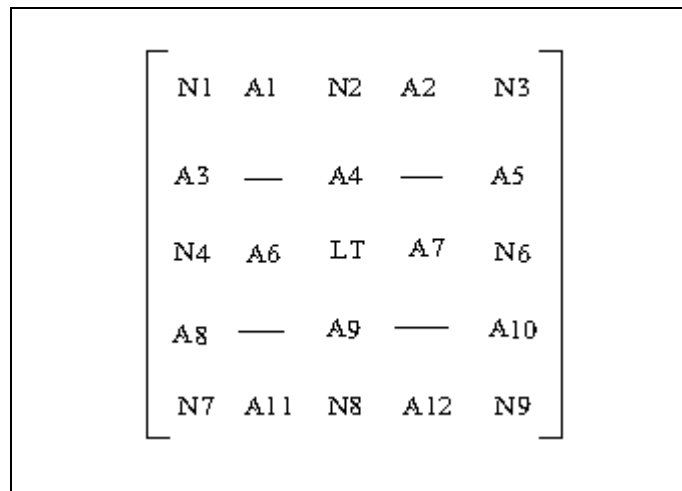 N1 A1 N2 A2 N3
A3 — A4 — A5
N4 A6 LT A7 N6
A8 — A9 — A10
N7 A11 N8 A12 N9